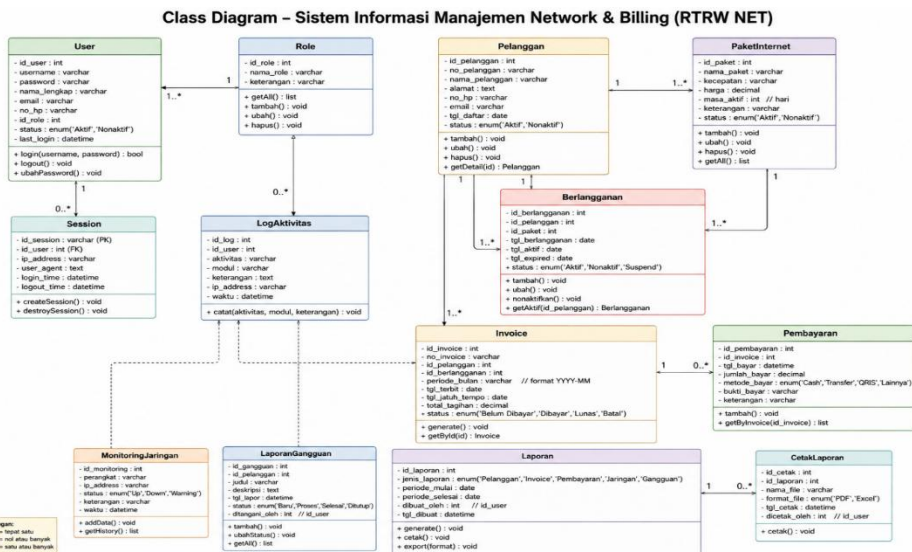 Class Diagram – Sistem Informasi Manajemen Network & Billing (RTRW NET)
User
- id_user : int
- username : varchar
- password : varchar
- nama_lengkap : varchar
- email : varchar
- no_hp : varchar
- id_role : int
- status : enum('Aktif','Nonaktif')
- last_login : datetime
+ login(username, password) : bool
+ logout() : void
+ ubahPassword() : void
1
1..*
Role
- id_role : int
- nama_role : varchar
- keterangan : varchar
+ getAll() : list
+ tambah() : void
+ ubah() : void
+ hapus() : void
Pelanggan
- id_pelanggan : int
- no_pelanggan : varchar
nama_pelanggan : varchar
- alamat : text
- no_hp : varchar
- email : varchar
- tgl_daftar : date
- status : enum('Aktif','Nonaktif')
+ tambah() : void
+ ubah() : void
+ hapus() : void
+ getDetail(id) : Pelanggan
1
1..*
PaketInternet
- id_paket : int
- nama_paket : varchar
- kecepatan : varchar
- harga : decimal
- masa_aktif : int // hari
- keterangan : varchar
- status : enum('Aktif','Nonaktif')
+ tambah() : void
+ ubah() : void
+ hapus() : void
+ getAll() : list
1
0..*
0..*
1
1
1
1..*
1..*
1..*
Session
- id_session : varchar (PK)
- id_user : int (FK)
- ip_address : varchar
- user_agent : text
- login_time : datetime
- logout_time : datetime
+ createSession() : void
+ destroySession() : void
LogAktivitas
- id_log : int
- id_user : int
- aktivitas : varchar
- modul : varchar
- keterangan : text
- ip_address : varchar
- waktu : datetime
+ catat(aktivitas, modul, keterangan) : void
Berlangganan
- id_berlangganan : int
- id_pelanggan : int
- id_paket : int
- tgl_berlangganan : date
- tgl_aktif : date
- tgl_expired : date
+ status : enum('Aktif','Nonaktif','Suspend')
+ tambah() : void
+ ubah() : void
+ nonaktifkan() : void
+ getAktif(id_pelanggan) : Berlangganan
Invoice
- id_invoice : int
- no_invoice : varchar
- id_pelanggan : int
- id_berlangganan : int
- periode_bulan : varchar // format YYYY-MM
- tgl_terbit : date
- tgl_jatuh_tempo : date
- total_tagihan : decimal
+ status : enum('Belum Dibayar','Dibayar','Lunas','Batal')
+ generate() : void
+ getById(id) : Invoice
1
0..*
Pembayaran
- id_pembayaran : int
- id_invoice : int
- tgl_bayar : datetime
- jumlah_bayar : decimal
- metode_bayar : enum('Cash','Transfer','QRIS','Lainnya')
- bukti_bayar : varchar
- keterangan : varchar
+ tambah() : void
+ getByInvoice(id_invoice) : list
MonitoringJaringan
- id_monitoring : int
- perangkat : varchar
- ip_address : varchar
- status : enum('Up','Down','Warning')
- keterangan : varchar
- waktu : datetime
+ addData() : void
+ getHistory() : list
LaporanGangguan
- id_gangguan : int
- id_pelanggan : int
- judul : varchar
- deskripsi : text
- tgl_lapor : datetime
- status : enum('Baru','Proses','Selesai','Ditutup')
- ditangani_oleh : int // id_user
+ tambah() : void
+ ubahStatus() : void
+ getAll() : list
Laporan
- id_laporan : int
- jenis_laporan : enum('Pelanggan','Invoice','Pembayaran','Jaringan','Gangguan')
- periode_mulai : date
- periode_selesai : date
- dibuat_oleh : int // id_user
- tgl_dibuat : datetime
+ generate() : void
+ cetak() : void
+ export(format) : void
1
0..*
CetakLaporan
- id_cetak : int
- id_laporan : int
- nama_file : varchar
- format_file : enum('PDF','Excel')
- tgl_cetak : datetime
- dicetak_oleh : int // id_user
+ cetak() : void
ngan:
= tepat satu
= nol atau banyak
= satu atau banyak